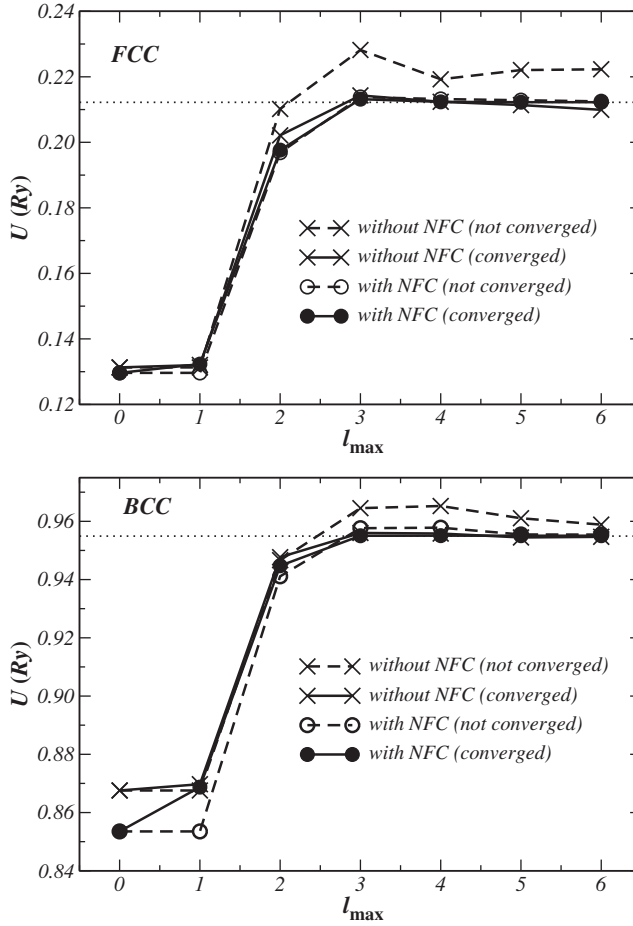 FCC
0.24
0.22
0.20
0.18
0.16
0.14
0.12
U (Ry)
without NFC (not converged)
without NFC (converged)
with NFC (not converged)
with NFC (converged)
0 1 2 3 4 5 6
lmax
BCC
0.96
0.94
0.92
0.90
0.88
0.86
0.84
U (Ry)
without NFC (not converged)
without NFC (converged)
with NFC (not converged)
with NFC (converged)
0 1 2 3 4 5 6
lmax